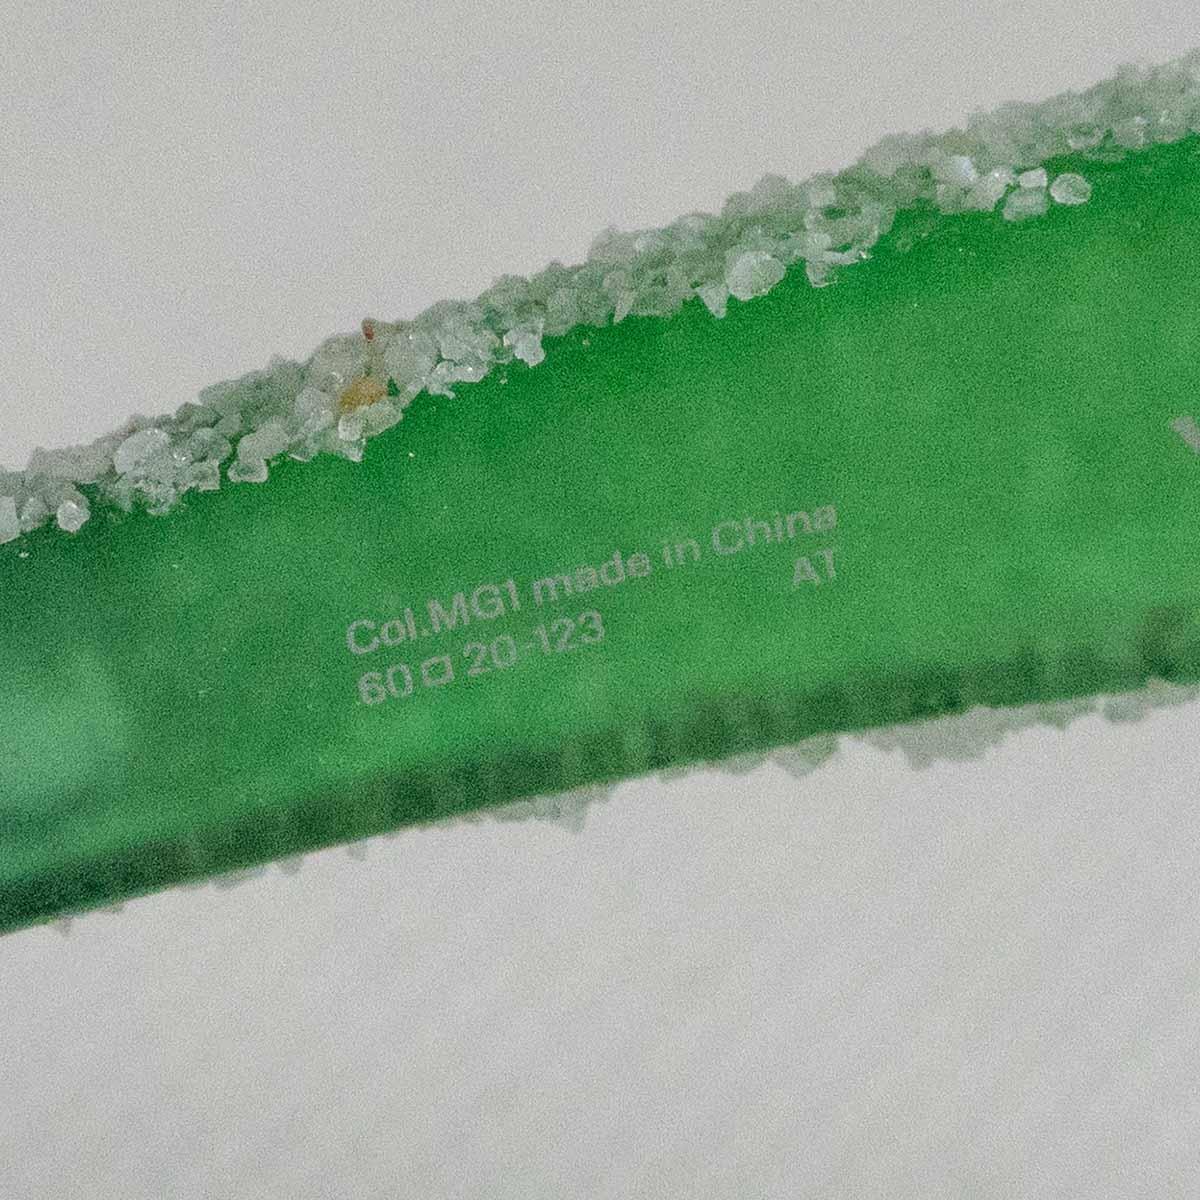 Col.MG1 made in China
60□20-123 AT